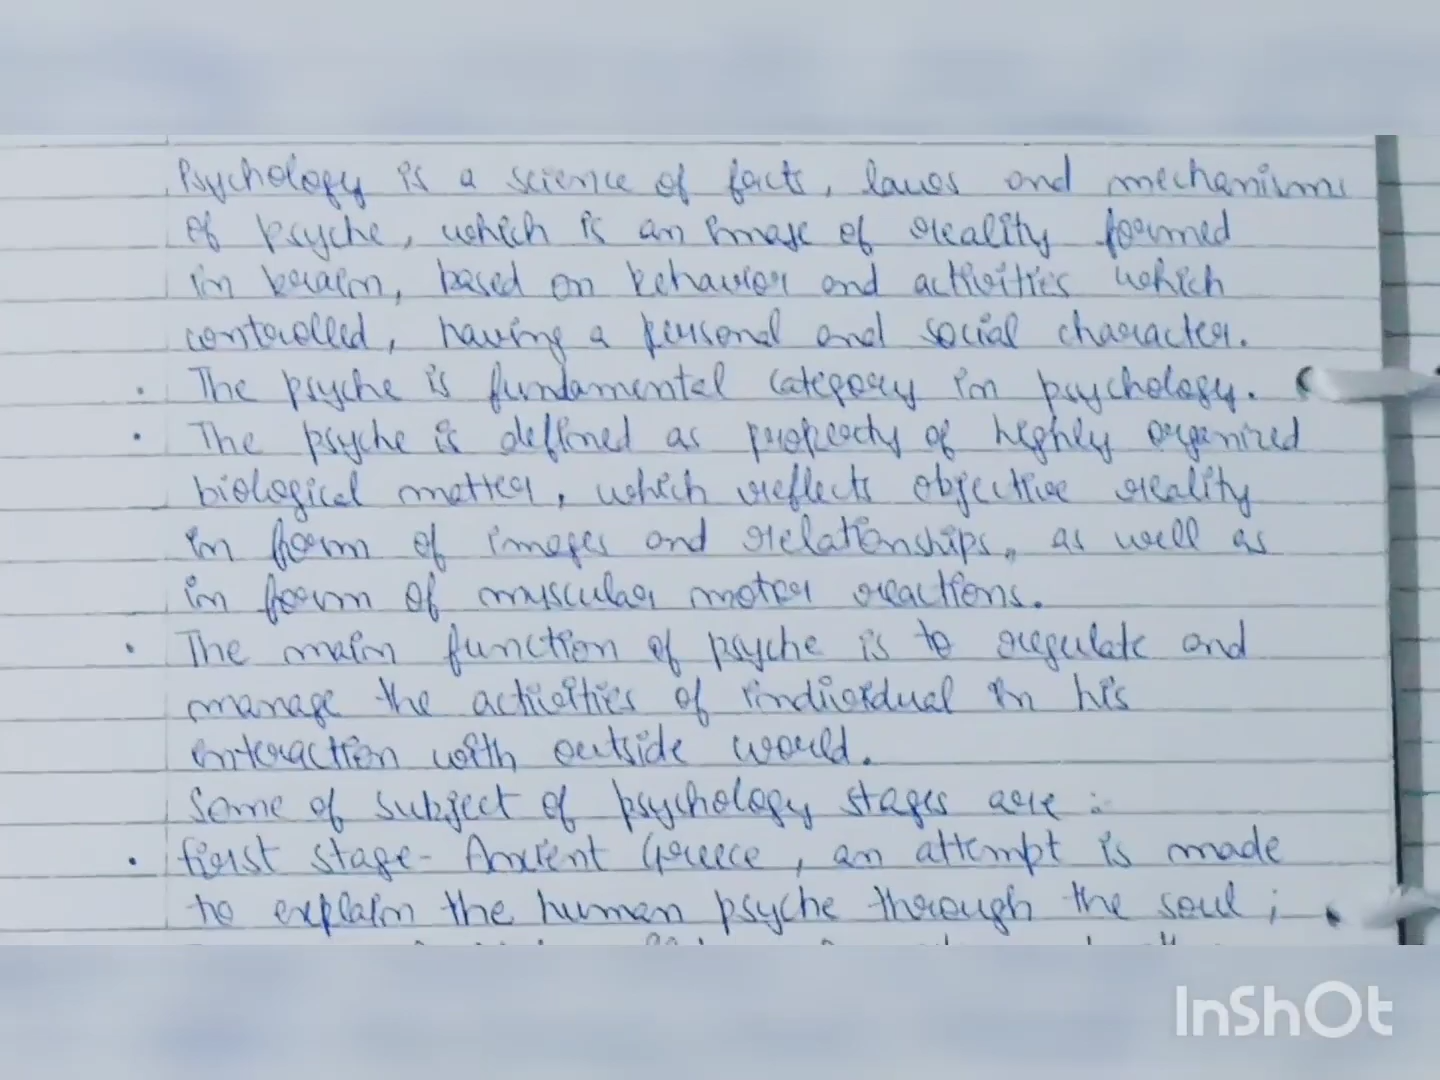 Psychology is a science of facts, laws and mechanisms
of psyche, which is an image of reality formed
in brain, based on behavior and activities which
controlled, having a personal and social character.
· The psyche is fundamental category in psychology.
· The psyche is defined as property of highly organized
biological matter, which reflects objective reality
in form of images and relationships, as well as
in form of muscular motor reactions.
· The main function of psyche is to regulate and
manage the activities of individual in his
interaction with outside world.
Some of subject of psychology stages are :-
· first stage - Ancient Greece, an attempt is made
to explain the human psyche through the soul ;
InShOt